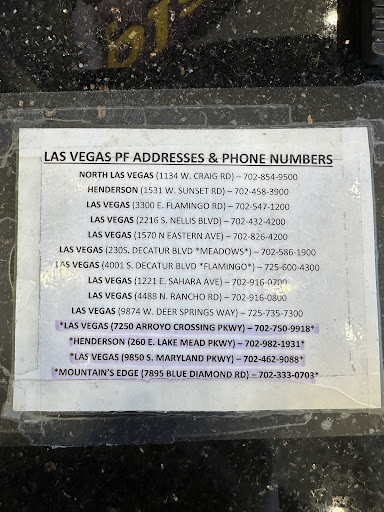 LAS VEGAS PF ADDRESSES & PHONE NUMBERS
NORTH LAS VEGAS (1134 W. CRAIG RD) – 702-854-9500
HENDERSON (1531 W. SUNSET RD) – 702-458-3900
LAS VEGAS (3300 E. FLAMINGO RD) – 702-547-1200
LAS VEGAS (2216 S. NELLIS BLVD) – 702-432-4200
LAS VEGAS (1570 N EASTERN AVE) – 702-826-4200
LAS VEGAS (230S. DECATUR BLVD *MEADOWS*) – 702-586-1900
LAS VEGAS (4001 S. DECATUR BLVD *FLAMINGO*) – 725-600-4300
LAS VEGAS (1221 E. SAHARA AVE) – 702-916-0700
LAS VEGAS (4488 N. RANCHO RD) – 702-916-0800
LAS VEGAS (9874 W. DEER SPRINGS WAY) – 725-735-7300
*LAS VEGAS (7250 ARROYO CROSSING PKWY) – 702-750-9918*
*HENDERSON (260 E. LAKE MEAD PKWY) – 702-982-1931*
*LAS VEGAS (9850 S. MARYLAND PKWY) – 702-462-9088*
*MOUNTAIN'S EDGE (7895 BLUE DIAMOND RD) – 702-333-0703*